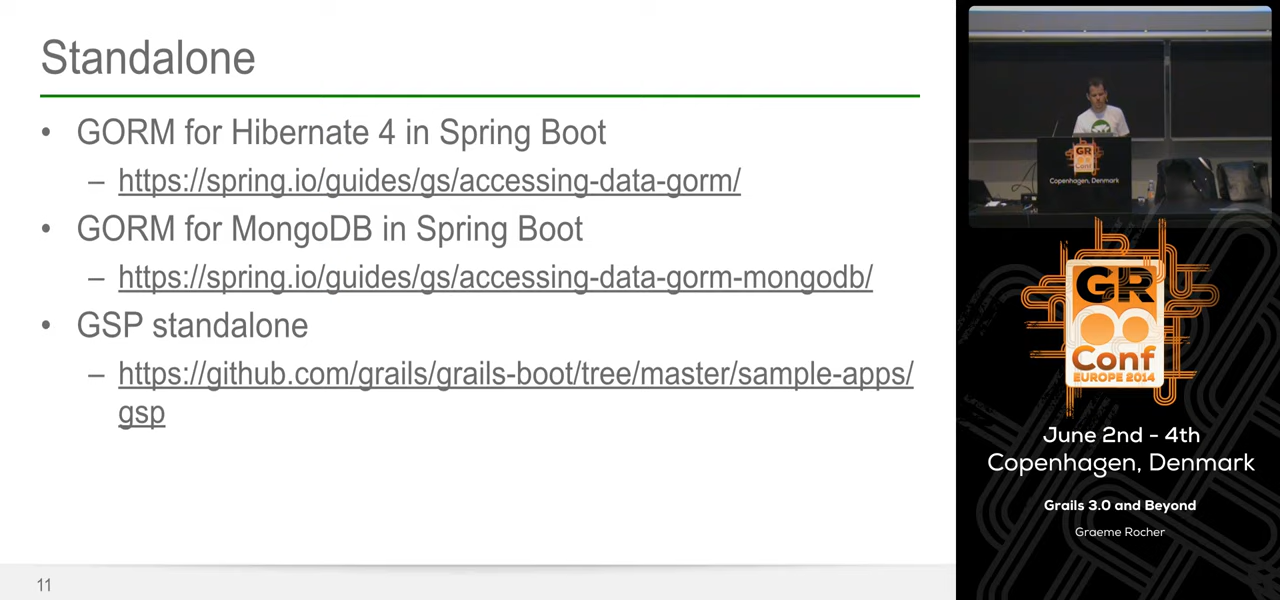 Standalone
• GORM for Hibernate 4 in Spring Boot
– https://spring.io/guides/gs/accessing-data-gorm/
• GORM for MongoDB in Spring Boot
– https://spring.io/guides/gs/accessing-data-gorm-mongodb/
• GSP standalone
– https://github.com/grails/grails-boot/tree/master/sample-apps/
gsp
11
GR
Conf
Copenhagen, Denmark
GR
Conf
EUROPE 2014
June 2nd - 4th
Copenhagen, Denmark
Grails 3.0 and Beyond
Graeme Rocher